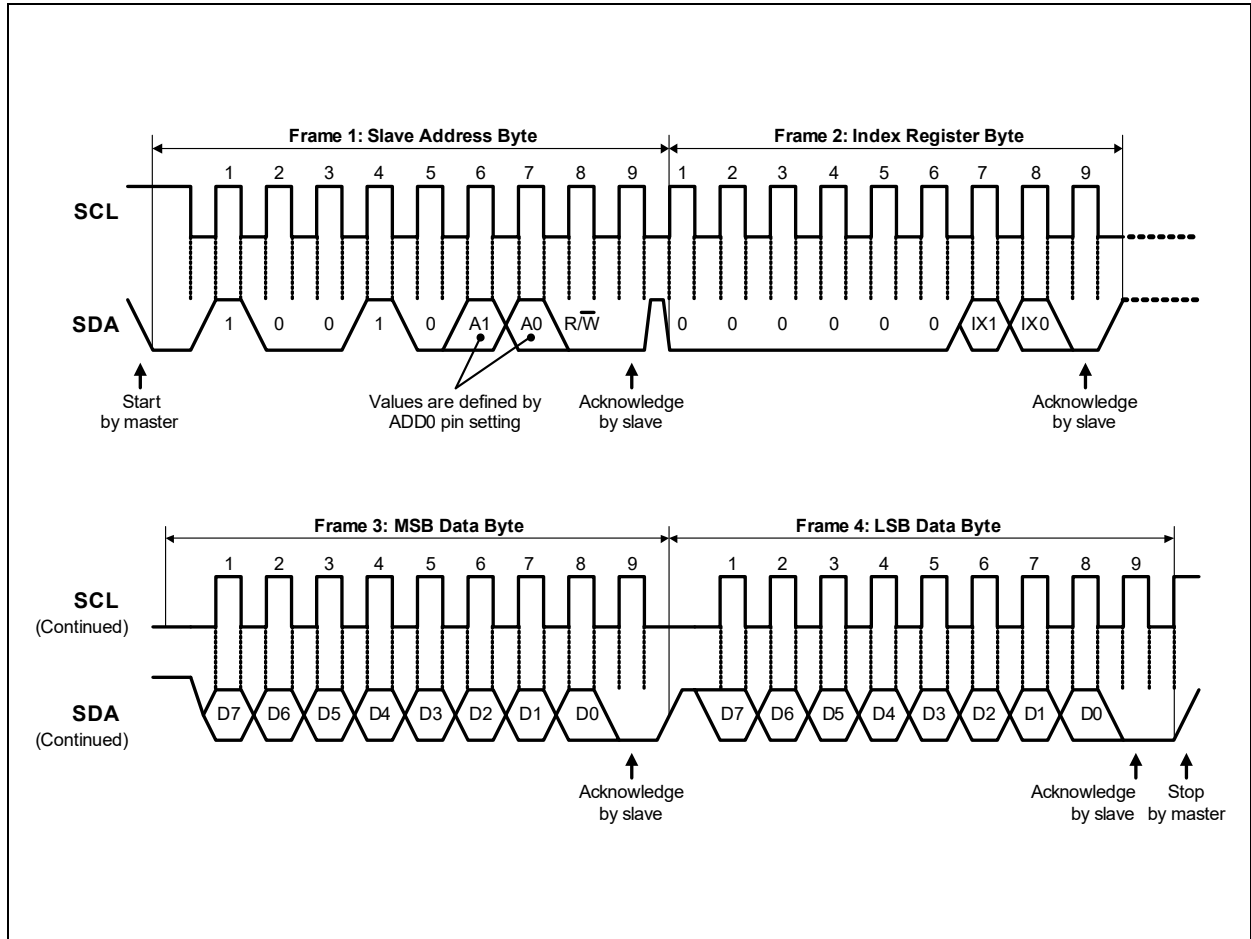 Frame 1: Slave Address Byte Frame 2: Index Register Byte
1 2 3 4 5 6 7 8 9 1 2 3 4 5 6 7 8 9
SCL
SDA 1 0 0 1 0 A1 A0 R/W̅ 0 0 0 0 0 0 IX1 IX0
Start
by master
Values are defined by
ADD0 pin setting
Acknowledge
by slave
Acknowledge
by slave
Frame 3: MSB Data Byte Frame 4: LSB Data Byte
1 2 3 4 5 6 7 8 9 1 2 3 4 5 6 7 8 9
SCL
(Continued)
SDA D7 D6 D5 D4 D3 D2 D1 D0 D7 D6 D5 D4 D3 D2 D1 D0
(Continued)
Acknowledge
by slave
Acknowledge
by slave
Stop
by master